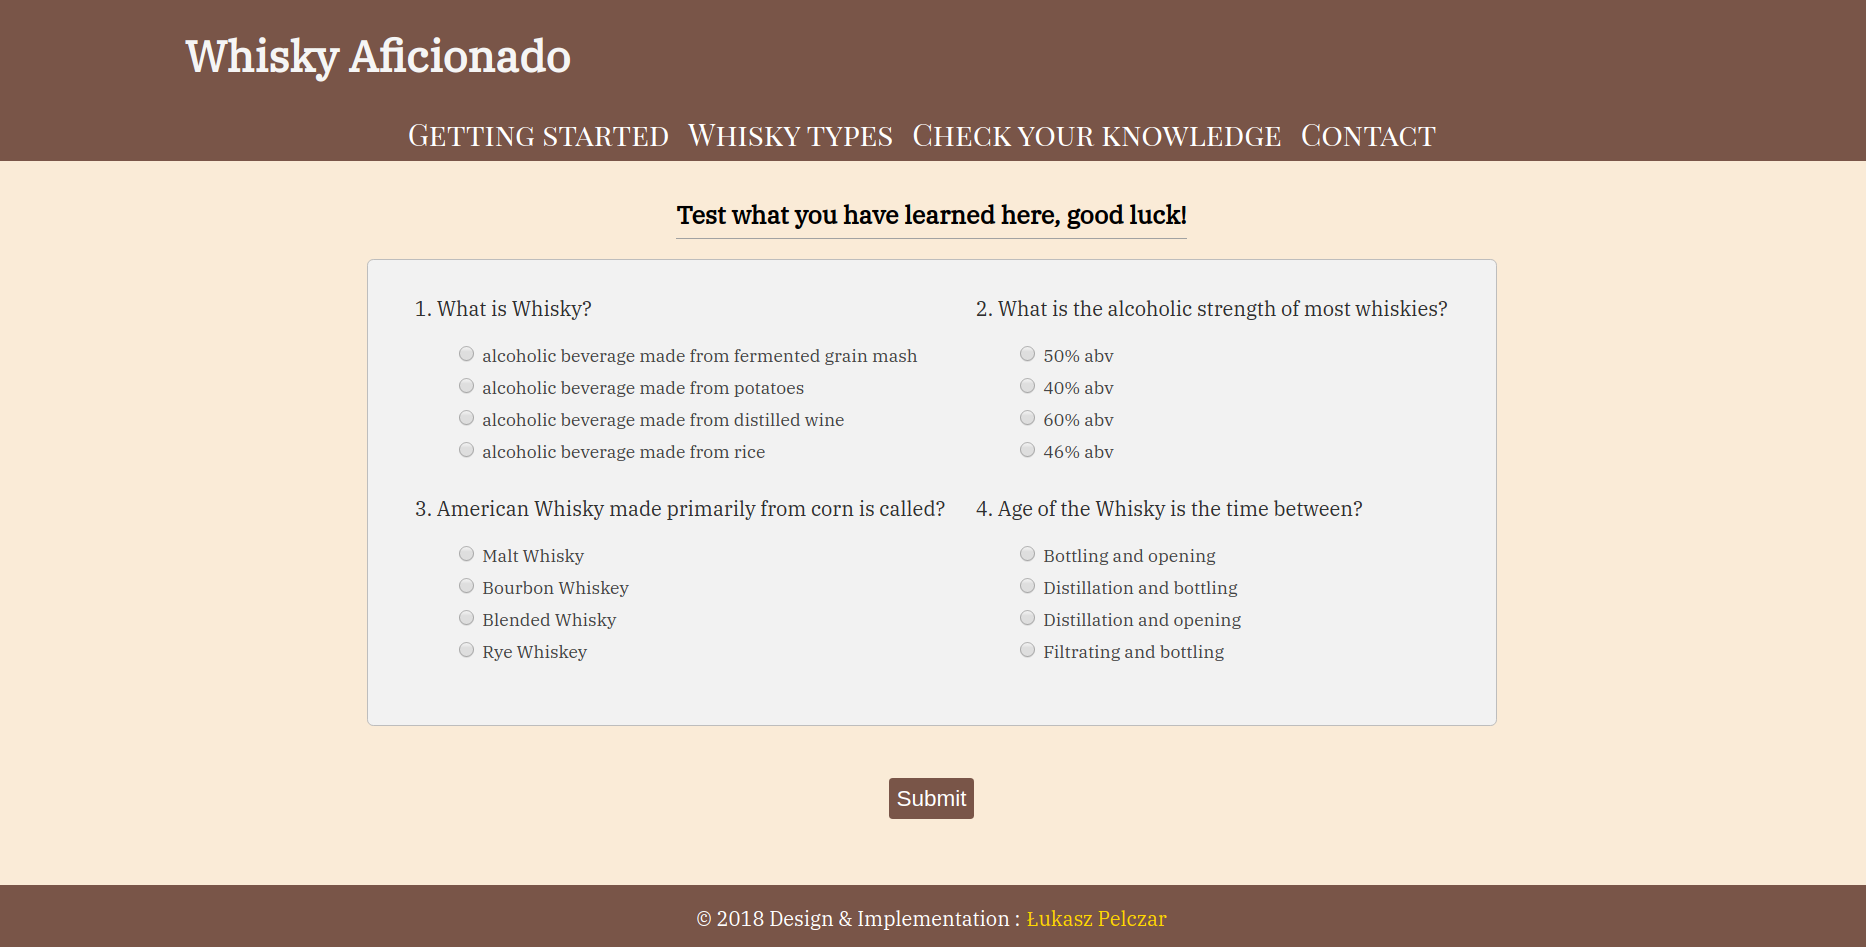 Whisky Aficionado
Getting started Whisky types Check your knowledge Contact
Test what you have learned here, good luck!
1. What is Whisky?
alcoholic beverage made from fermented grain mash
alcoholic beverage made from potatoes
alcoholic beverage made from distilled wine
alcoholic beverage made from rice
2. What is the alcoholic strength of most whiskies?
50% abv
40% abv
60% abv
46% abv
3. American Whisky made primarily from corn is called?
Malt Whisky
Bourbon Whiskey
Blended Whisky
Rye Whiskey
4. Age of the Whisky is the time between?
Bottling and opening
Distillation and bottling
Distillation and opening
Filtrating and bottling
Submit
© 2018 Design & Implementation : Łukasz Pelczar